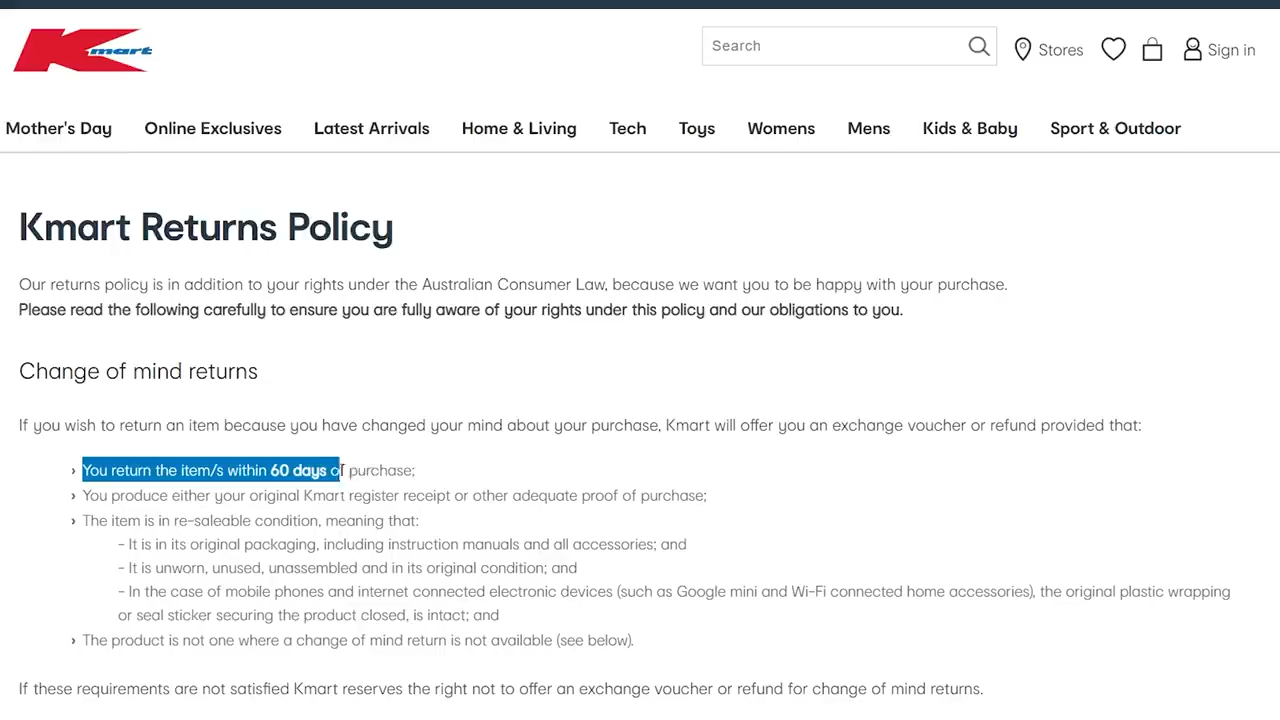 Kmart
Search
Stores
Sign in
Mother's Day Online Exclusives Latest Arrivals Home & Living Tech Toys Womens Mens Kids & Baby Sport & Outdoor
Kmart Returns Policy
Our returns policy is in addition to your rights under the Australian Consumer Law, because we want you to be happy with your purchase.
Please read the following carefully to ensure you are fully aware of your rights under this policy and our obligations to you.
Change of mind returns
If you wish to return an item because you have changed your mind about your purchase, Kmart will offer you an exchange voucher or refund provided that:
› You return the item/s within 60 days of purchase;
› You produce either your original Kmart register receipt or other adequate proof of purchase;
› The item is in re-saleable condition, meaning that:
- It is in its original packaging, including instruction manuals and all accessories; and
- It is unworn, unused, unassembled and in its original condition; and
- In the case of mobile phones and internet connected electronic devices (such as Google mini and Wi-Fi connected home accessories), the original plastic wrapping
or seal sticker securing the product closed, is intact; and
› The product is not one where a change of mind return is not available (see below).
If these requirements are not satisfied Kmart reserves the right not to offer an exchange voucher or refund for change of mind returns.